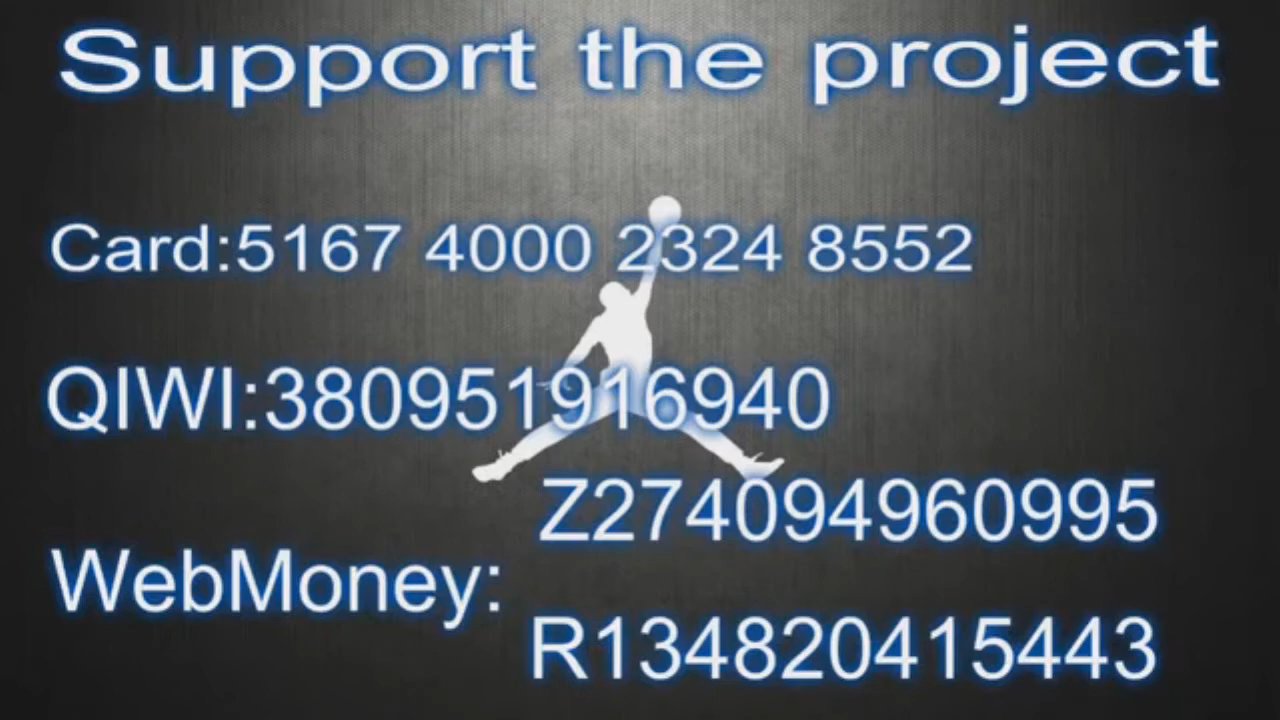 Support the project
Card:5167 4000 2324 8552
QIWI:380951916940
Z274094960995
WebMoney:
R134820415443